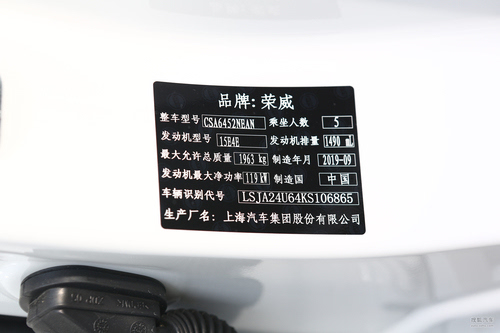 品牌: 荣威
整车型号 CSA6452NEAN 乘坐人数 5
发动机型号 15E4E 发动机排量 1490 mL
最大允许总质量 1963 kg 制造年月 2019-09
发动机最大净功率 119 kW 制造国 中国
车辆识别代号 LSJA24U64KS106865
生产厂名: 上海汽车集团股份有限公司